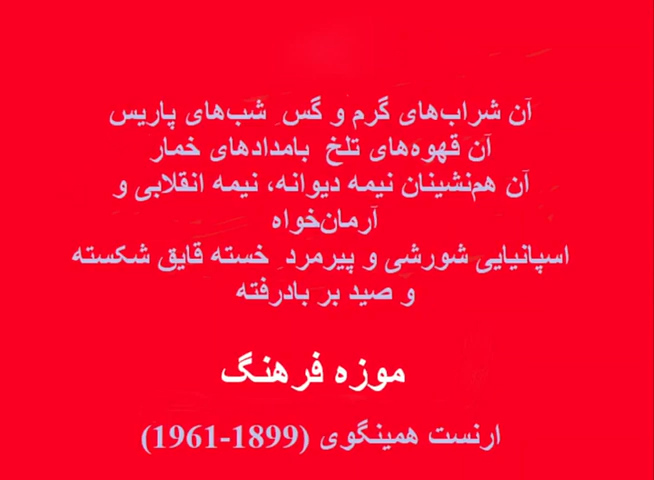 آن شراب‌های گرم و گس ِ شب‌های پاریس
آن قهوه‌های تلخ بامدادهای خمار
آن هم‌نشینان نیمه دیوانه، نیمه انقلابی و
آرمان‌خواه
اسپانیایی شورشی و پیرمرد ِ خسته قایق شکسته
و صید بر بادرفته
موزه فرهنگ
ارنست همینگوی (1899-1961)